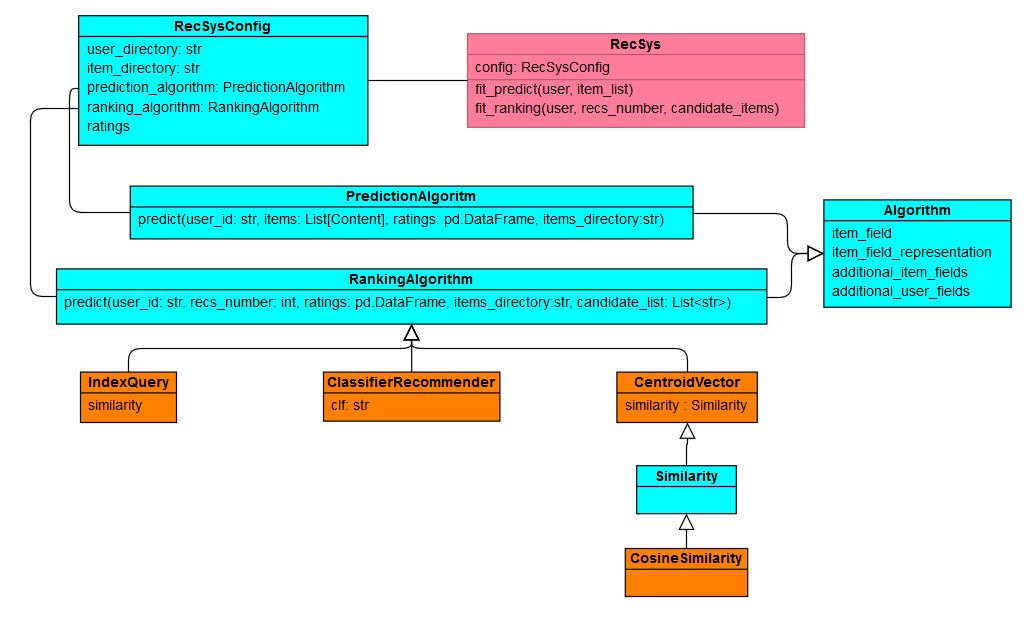 RecSysConfig
user_directory: str
item_directory: str
prediction_algorithm: PredictionAlgorithm
ranking_algorithm: RankingAlgorithm
ratings
RecSys
config: RecSysConfig
fit_predict(user, item_list)
fit_ranking(user, recs_number, candidate_items)
PredictionAlgoritm
predict(user_id: str, items: List[Content], ratings: pd.DataFrame, items_directory:str)
Algorithm
item_field
item_field_representation
additional_item_fields
additional_user_fields
RankingAlgorithm
predict(user_id: str, recs_number: int, ratings: pd.DataFrame, items_directory:str, candidate_list: List<str>)
IndexQuery
similarity
ClassifierRecommender
clf: str
CentroidVector
similarity : Similarity
Similarity
CosineSimilarity